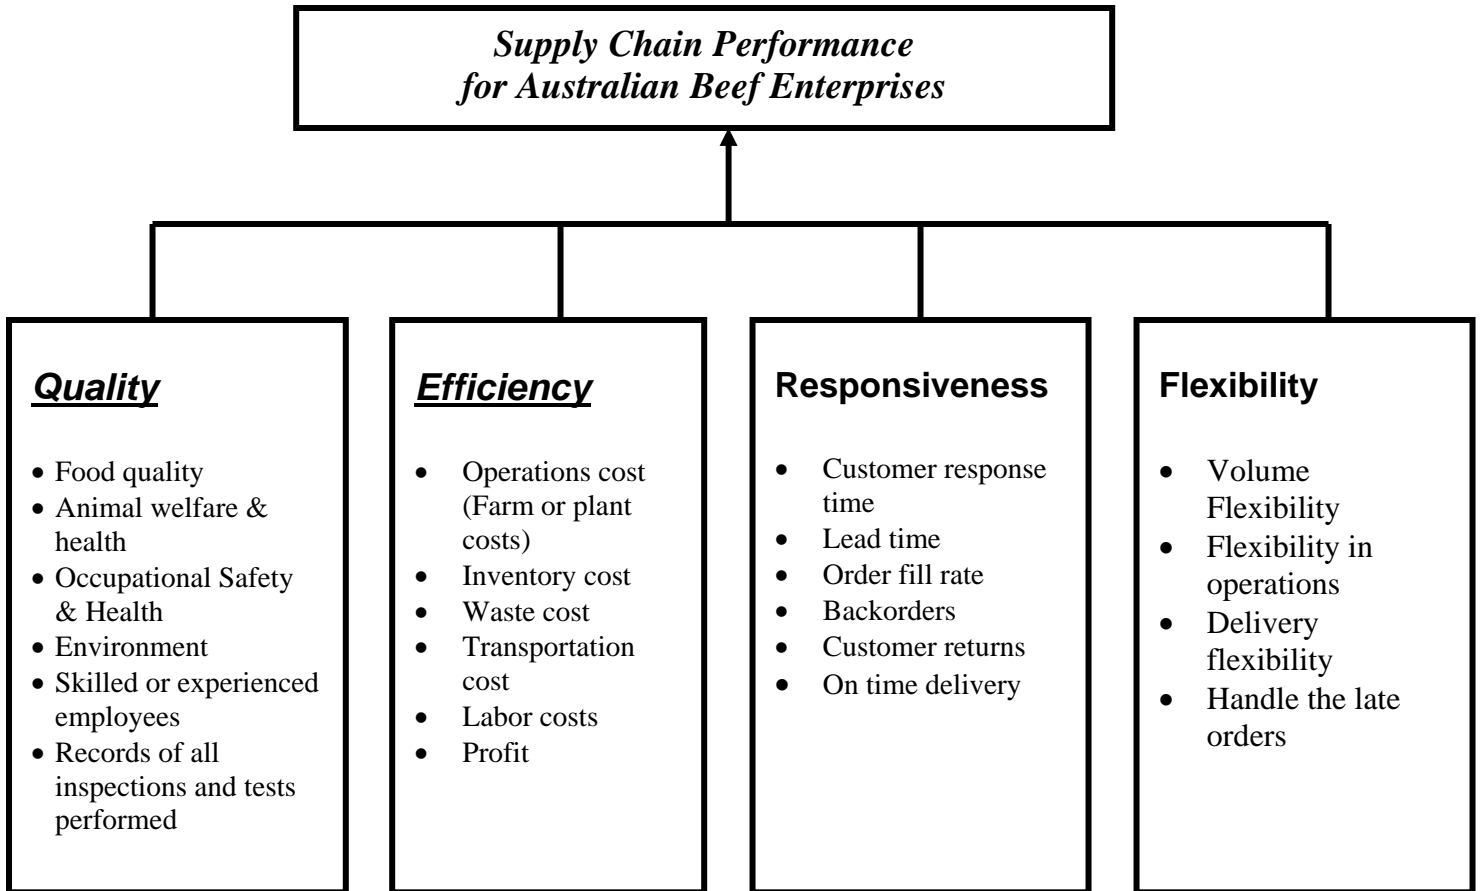 Supply Chain Performance
for Australian Beef Enterprises
Quality
• Food quality
• Animal welfare &
health
• Occupational Safety
& Health
• Environment
• Skilled or experienced
employees
• Records of all
inspections and tests
performed
Efficiency
• Operations cost
(Farm or plant
costs)
• Inventory cost
• Waste cost
• Transportation
cost
• Labor costs
• Profit
Responsiveness
• Customer response
time
• Lead time
• Order fill rate
• Backorders
• Customer returns
• On time delivery
Flexibility
• Volume
Flexibility
• Flexibility in
operations
• Delivery
flexibility
• Handle the late
orders